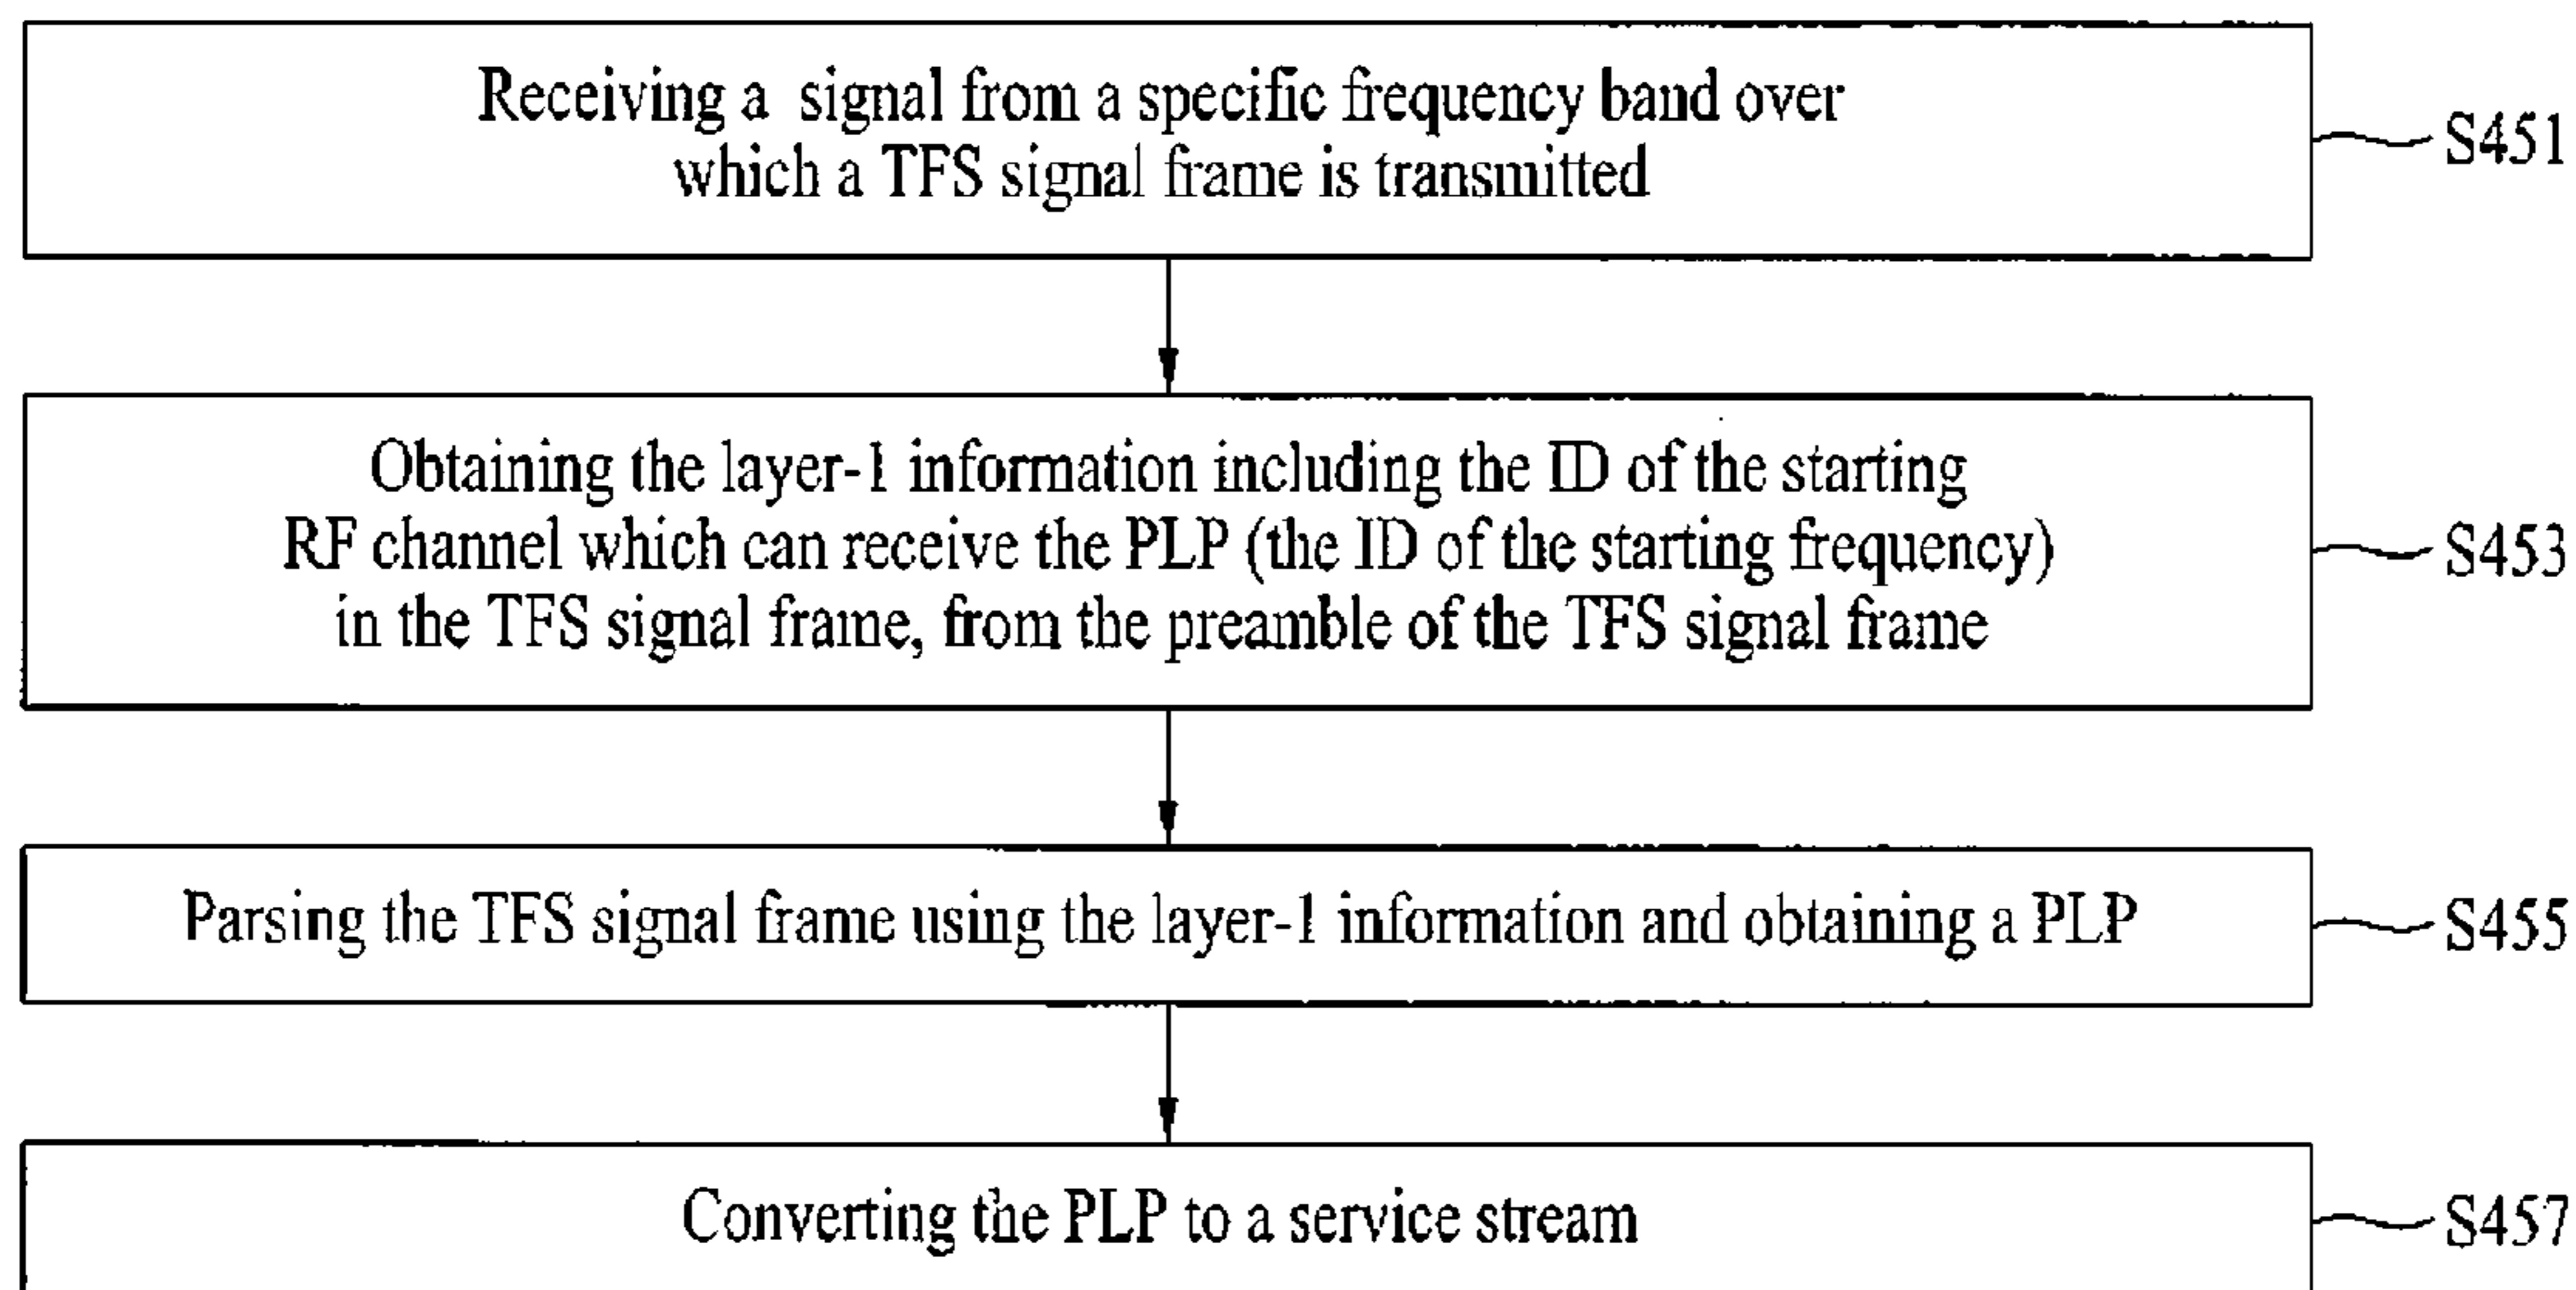 Receiving a signal from a specific frequency band over
which a TFS signal frame is transmitted
S451
Obtaining the layer-1 information including the ID of the starting
RF channel which can receive the PLP (the ID of the starting frequency)
in the TFS signal frame, from the preamble of the TFS signal frame
S453
Parsing the TFS signal frame using the layer-1 information and obtaining a PLP
S455
Converting the PLP to a service stream
S457